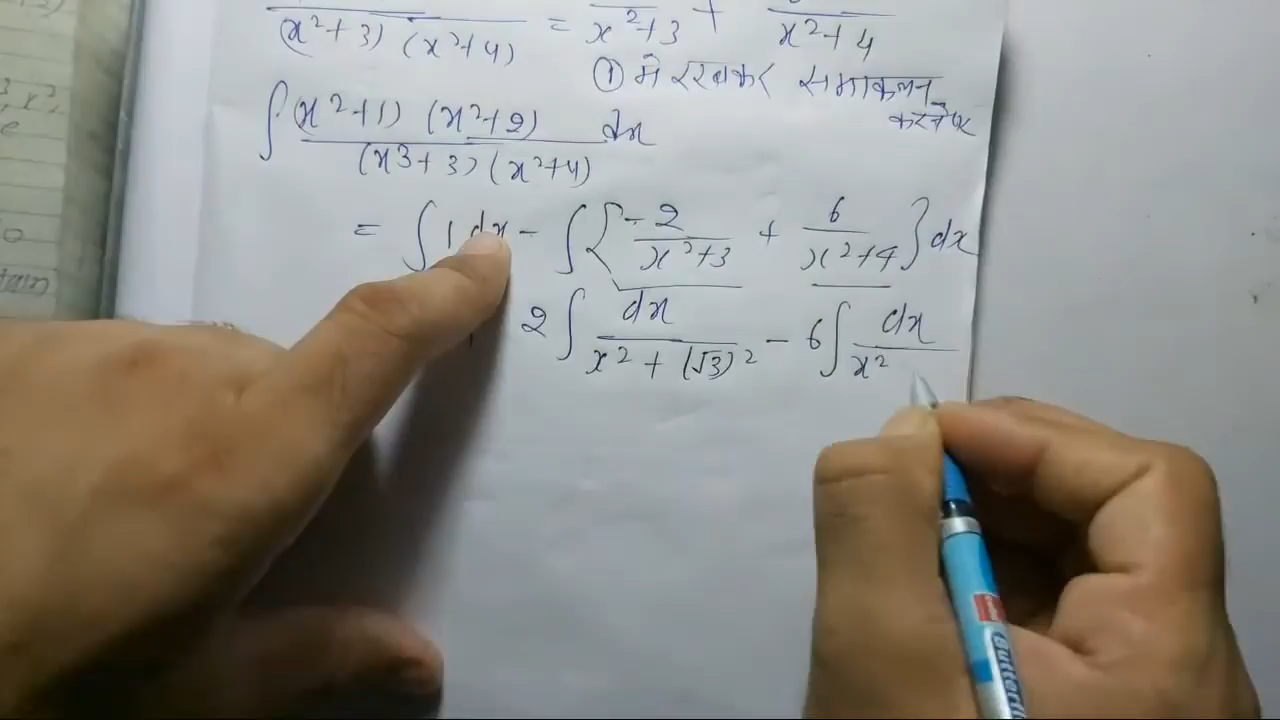 (x²+3) (x²+4) = x²+3 + x²+4
① मे रखकर समाकलन करने पर
∫ (x²+1) (x²+2) / (x3+3) (x²+4) dx
= ∫ 1 dx - ∫ { -2 / x²+3 + 6 / x²+4 } dx
2 ∫ dx / x² + (√3)² - 6 ∫ dx / x²